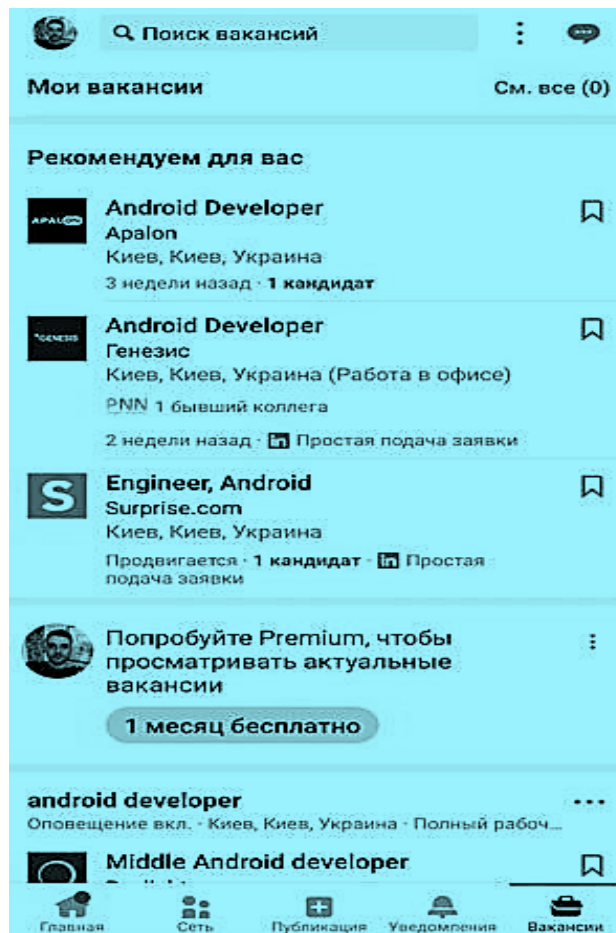 Поиск вакансий
Мои вакансии
См. все (0)
Рекомендуем для вас
APALON
Android Developer
Apalon
Киев, Киев, Украина
3 недели назад · 1 кандидат
GENESIS
Android Developer
Генезис
Киев, Киев, Украина (Работа в офисе)
PNN 1 бывший коллега
2 недели назад · in Простая подача заявки
S
Engineer, Android
Surprise.com
Киев, Киев, Украина
Продвигается · 1 кандидат · in Простая
подача заявки
Попробуйте Premium, чтобы
просматривать актуальные
вакансии
1 месяц бесплатно
android developer
Оповещение вкл. · Киев, Киев, Украина · Полный рабоч...
Middle Android developer
Главная
Сеть
Публикация
Уведомления
Вакансии